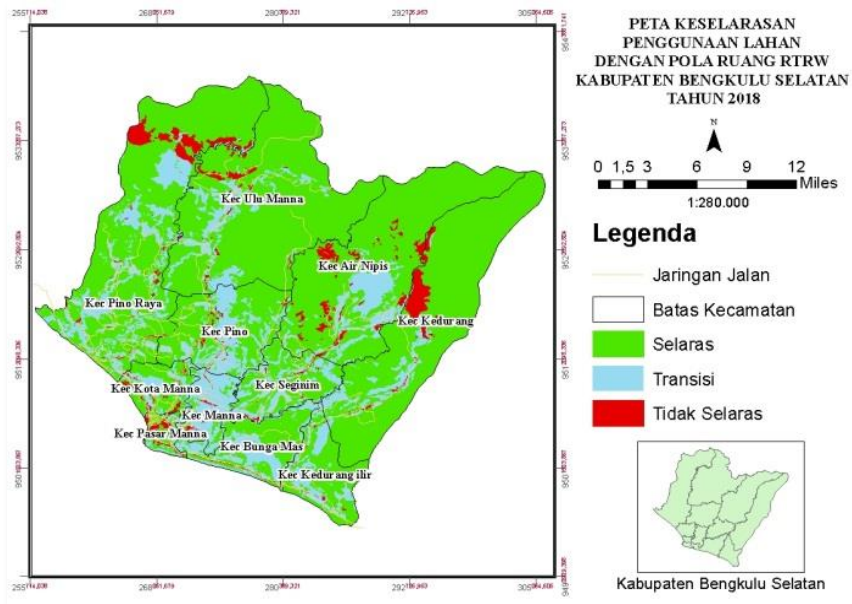 PETA KESELARASAN
PENGGUNAAN LAHAN
DENGAN POLA RUANG RTRW
KABUPATEN BENGKULU SELATAN
TAHUN 2018
N
0 1,5 3 6 9 12
Miles
1:280.000
Legenda
Jaringan Jalan
Batas Kecamatan
Selaras
Transisi
Tidak Selaras
Kabupaten Bengkulu Selatan
Kec Ulu Manna
Kec Air Nipis
Kec Pino Raya
Kec Pino
Kec Kedurang
Kec Kota Manna
Kec Seginim
Kec Manna
Kec Pasar Manna
Kec Bunga Mas
Kec Kedurang ilir